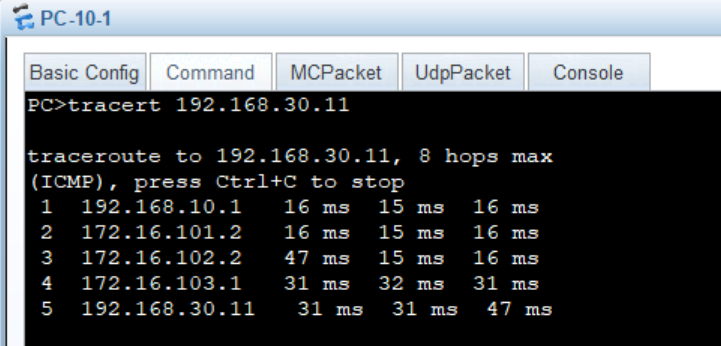 PC-10-1
Basic Config Command MCPacket UdpPacket Console
PC>tracert 192.168.30.11
traceroute to 192.168.30.11, 8 hops max
(ICMP), press Ctrl+C to stop
1 192.168.10.1 16 ms 15 ms 16 ms
2 172.16.101.2 16 ms 15 ms 16 ms
3 172.16.102.2 47 ms 15 ms 16 ms
4 172.16.103.1 31 ms 32 ms 31 ms
5 192.168.30.11 31 ms 31 ms 47 ms